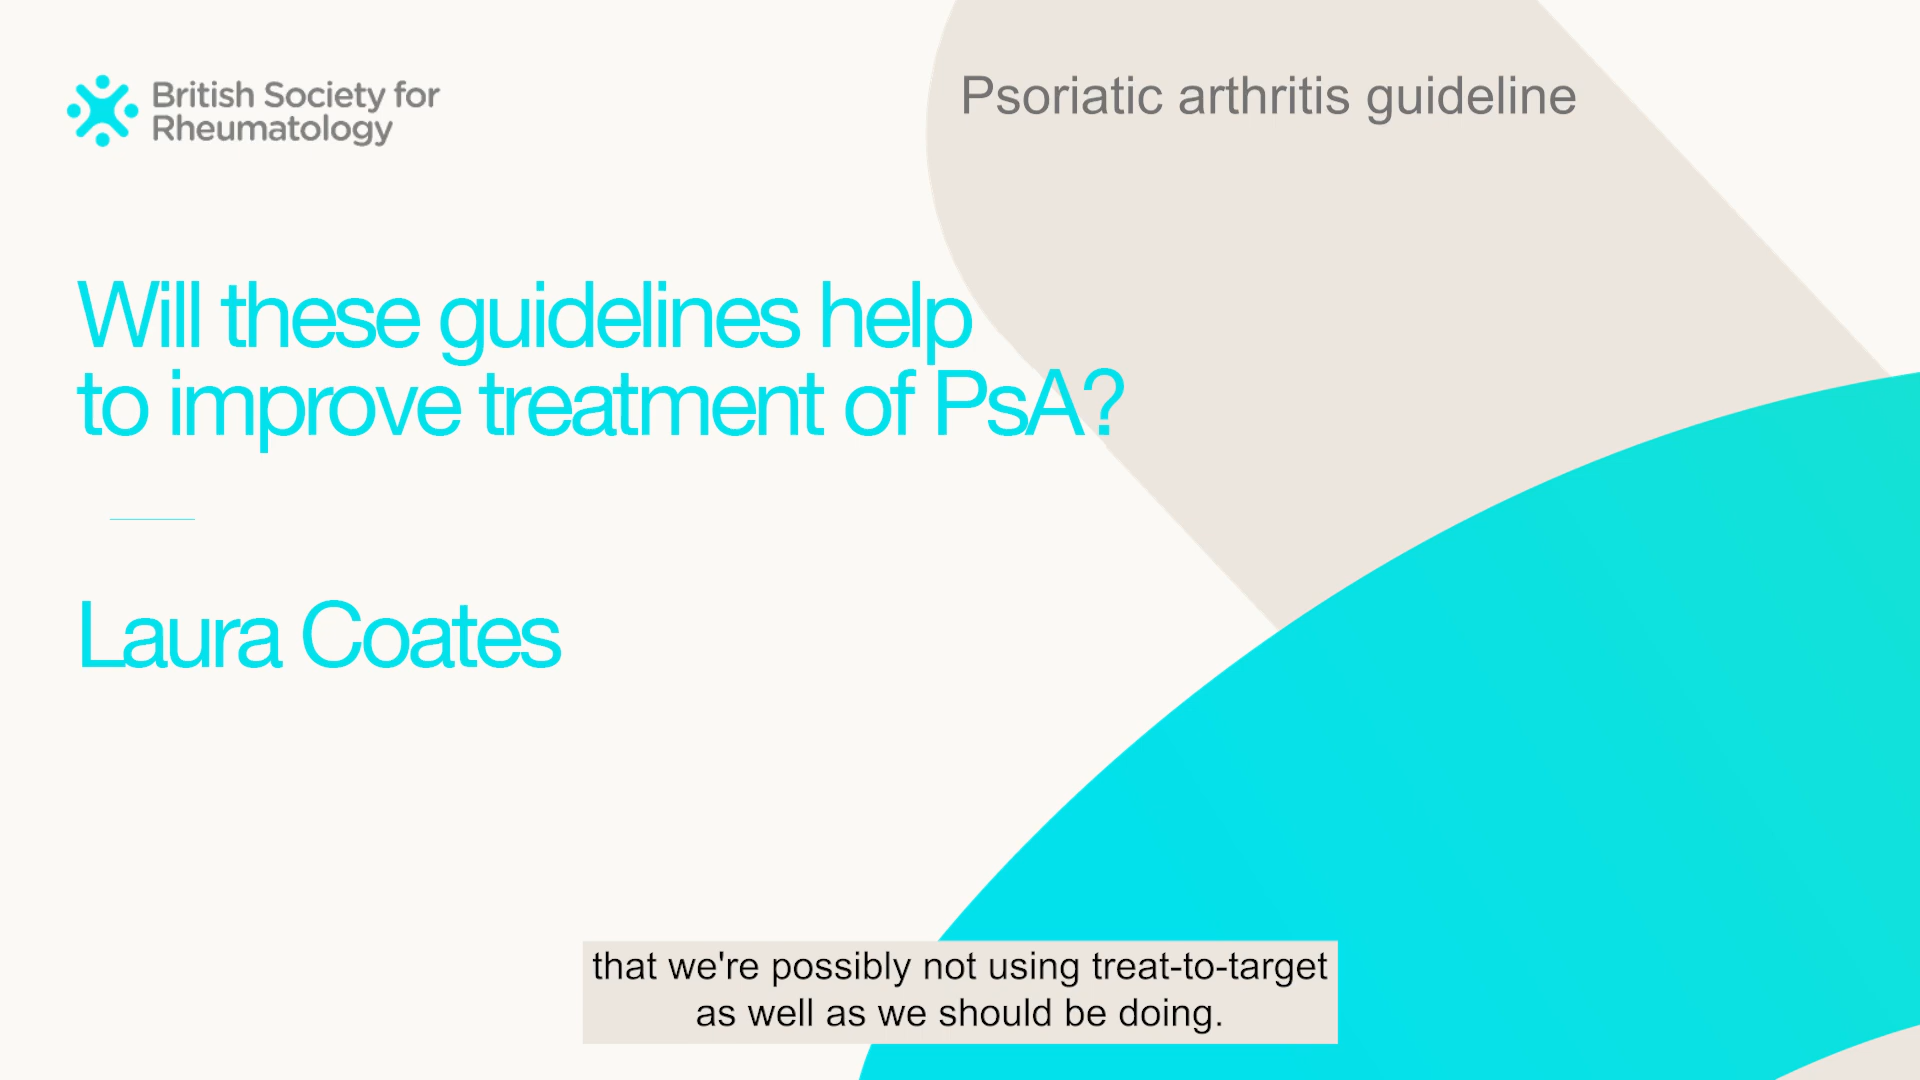 British Society for
Rheumatology
Psoriatic arthritis guideline
Will these guidelines help
to improve treatment of PsA?
Laura Coates
that we're possibly not using treat-to-target
as well as we should be doing.